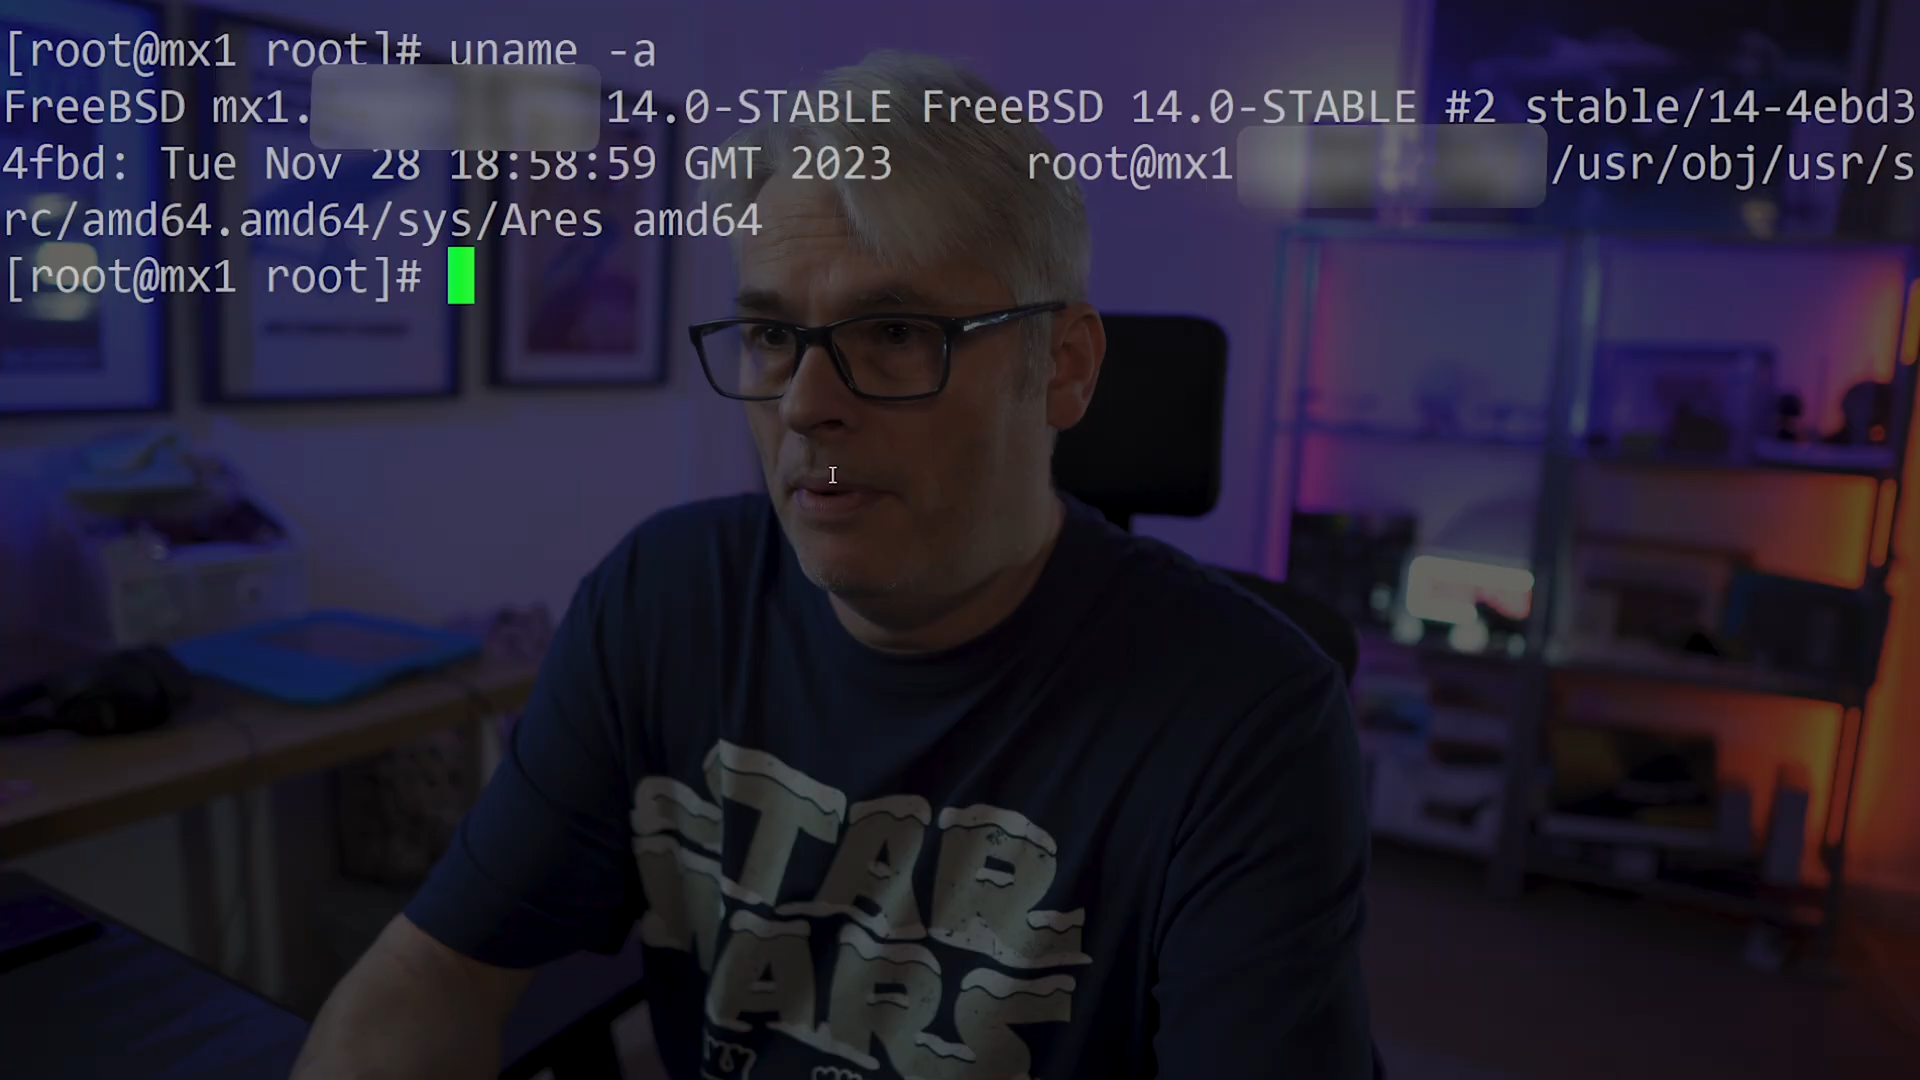 [root@mx1 root]# uname -a
FreeBSD mx1. 14.0-STABLE FreeBSD 14.0-STABLE #2 stable/14-4ebd3
4fbd: Tue Nov 28 18:58:59 GMT 2023 root@mx1 /usr/obj/usr/s
rc/amd64.amd64/sys/Ares amd64
[root@mx1 root]#
STAR
WARS